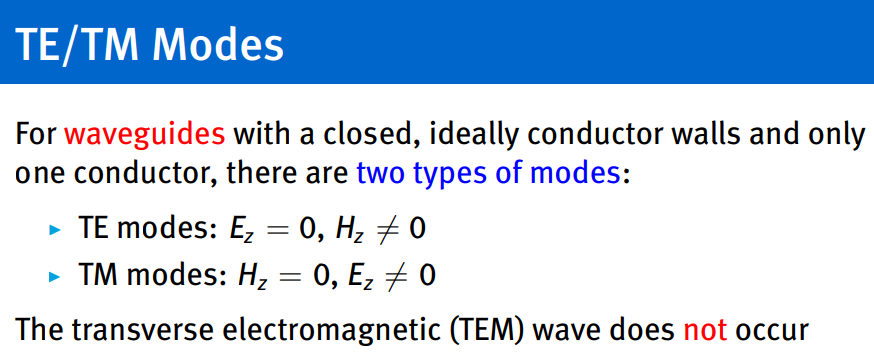 TE/TM Modes
For waveguides with a closed, ideally conductor walls and only
one conductor, there are two types of modes:
▸ TE modes: E_z = 0, H_z ≠ 0
▸ TM modes: H_z = 0, E_z ≠ 0
The transverse electromagnetic (TEM) wave does not occur